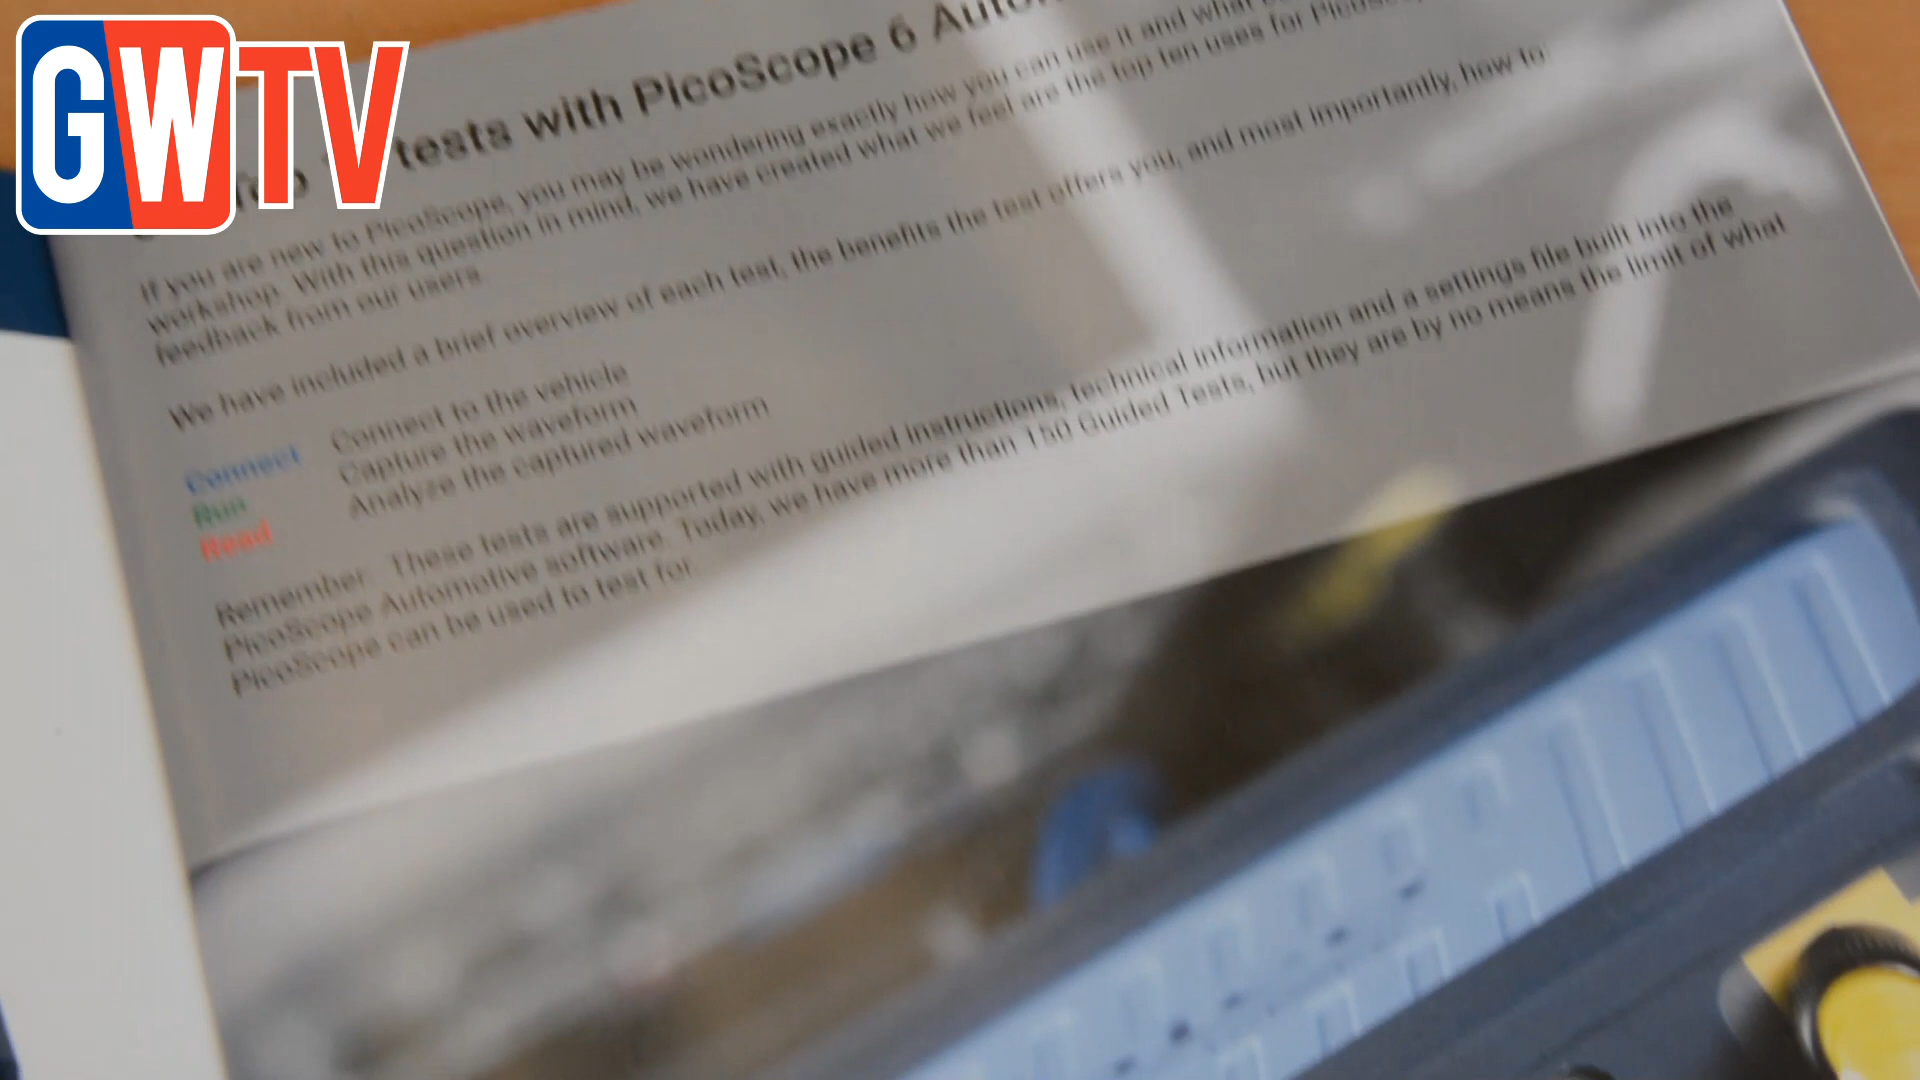 GWTV
tests with PicoScope 6
If you are new to PicoScope, you may be wondering exactly how you can use it and what
workshop. With this question in mind, we have created what we feel are the top ten uses for
feedback from our users
We have included a brief overview of each test, the benefits the test offers you, and most importantly, how to
Connect Connect to the vehicle
Run Capture the waveform
Read Analyze the captured waveform
Remember: These tests are supported with guided instructions, technical information and a settings file built into the
PicoScope Automotive software. Today, we have more than 150 Guided Tests, but they are by no means the limit of what
PicoScope can be used to test for.